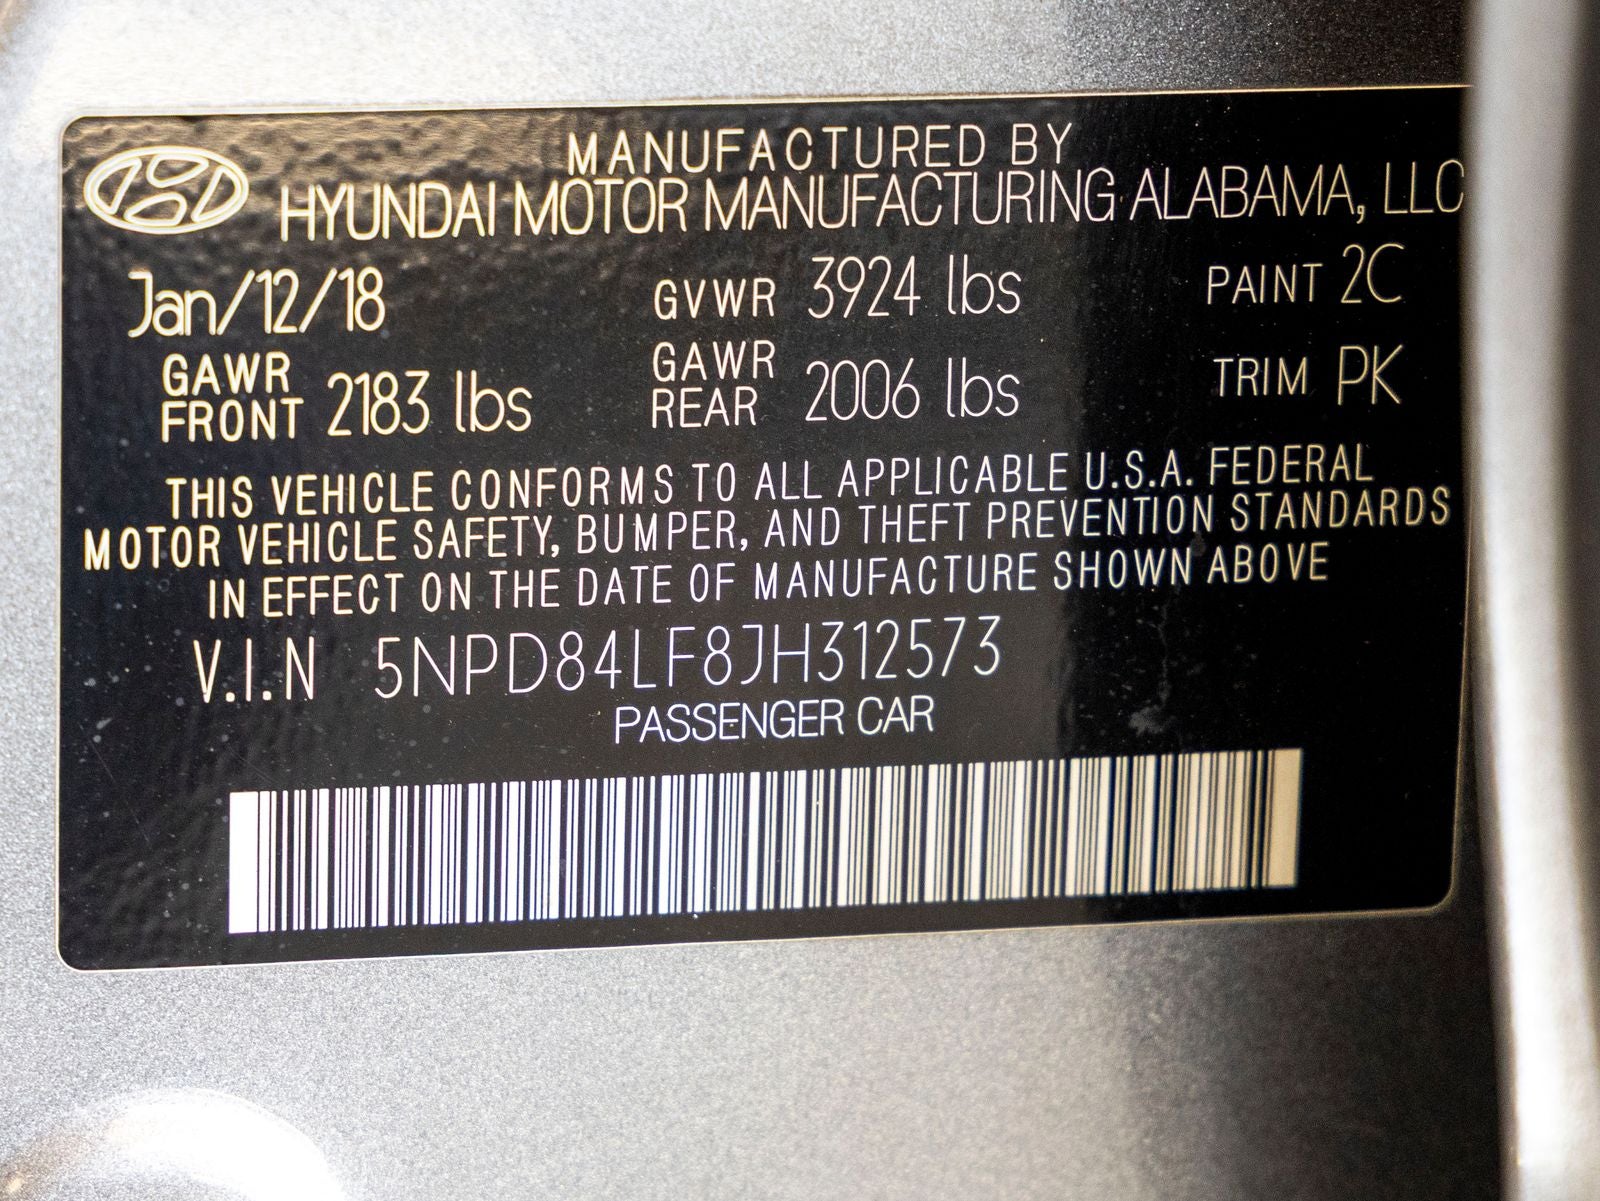 MANUFACTURED BY
HYUNDAI MOTOR MANUFACTURING ALABAMA, LLC
Jan/12/18 GVWR 3924 lbs PAINT 2C
GAWR FRONT 2183 lbs GAWR REAR 2006 lbs TRIM PK
THIS VEHICLE CONFORMS TO ALL APPLICABLE U.S.A. FEDERAL
MOTOR VEHICLE SAFETY, BUMPER, AND THEFT PREVENTION STANDARDS
IN EFFECT ON THE DATE OF MANUFACTURE SHOWN ABOVE
V.I.N 5NPD84LF8JH312573
PASSENGER CAR